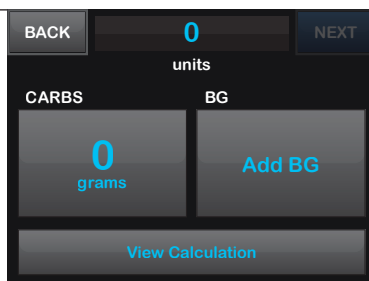 BACK
0
NEXT
units
CARBS
BG
0
grams
Add BG
View Calculation